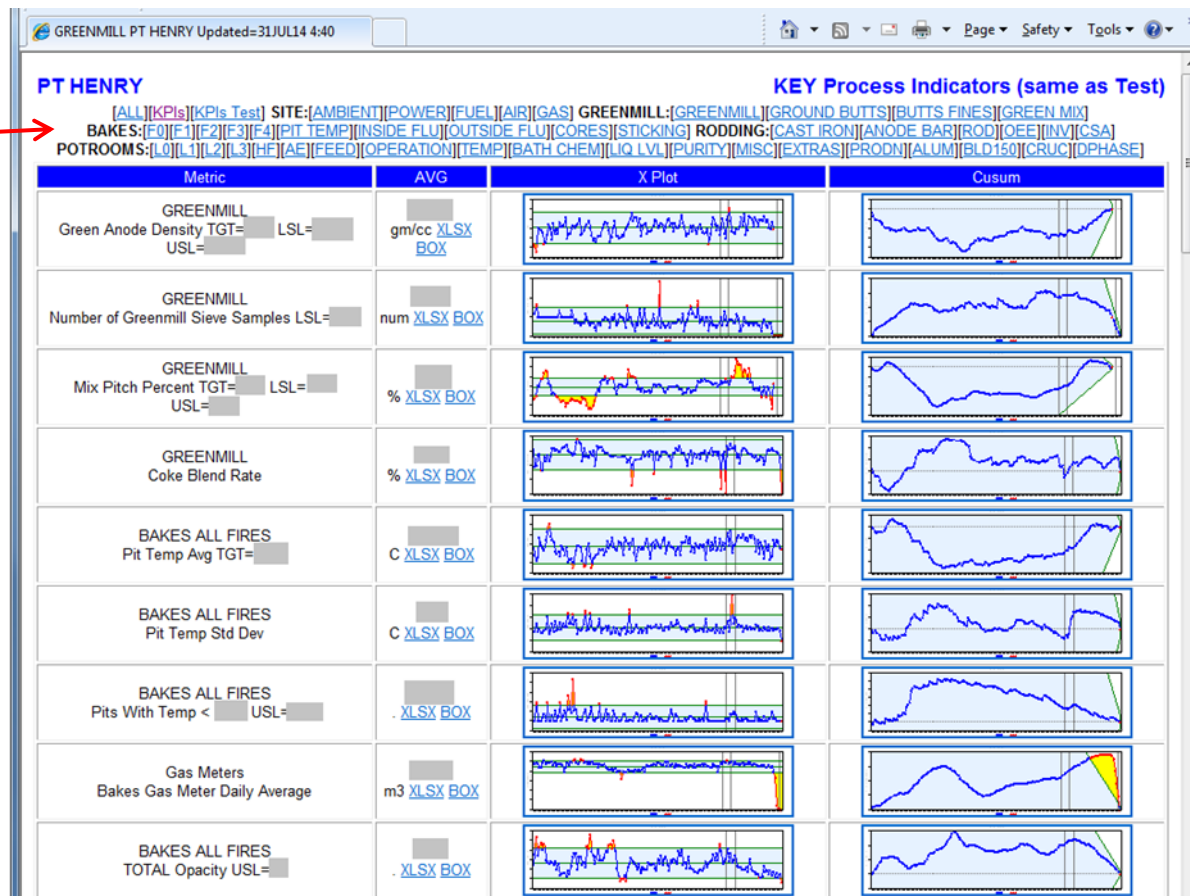 GREENMILL PT HENRY Updated=31JUL14 4:40
Page Safety Tools
PT HENRY
KEY Process Indicators (same as Test)
[ALL][KPIs][KPIs Test] SITE:[AMBIENT][POWER][FUEL][AIR][GAS] GREENMILL:[GREENMILL][GROUND BUTTS][BUTTS FINES][GREEN MIX]
BAKES:[F0][F1][F2][F3][F4][PIT TEMP][INSIDE FLU][OUTSIDE FLU][CORES][STICKING] RODDING:[CAST IRON][ANODE BAR][ROD][OEE][INV][CSA]
POTROOMS:[L0][L1][L2][L3][HF][AE][FEED][OPERATION][TEMP][BATH CHEM][LIQ LVL][PURITY][MISC][EXTRAS][PRODN][ALUM][BLD150][CRUC][DPHASE]
Metric AVG X Plot Cusum
GREENMILL
Green Anode Density TGT= LSL=
USL=
gm/cc XLSX
BOX
GREENMILL
Number of Greenmill Sieve Samples LSL=
num XLSX BOX
GREENMILL
Mix Pitch Percent TGT= LSL=
USL=
% XLSX BOX
GREENMILL
Coke Blend Rate
% XLSX BOX
BAKES ALL FIRES
Pit Temp Avg TGT=
C XLSX BOX
BAKES ALL FIRES
Pit Temp Std Dev
C XLSX BOX
BAKES ALL FIRES
Pits With Temp < USL=
. XLSX BOX
Gas Meters
Bakes Gas Meter Daily Average
m3 XLSX BOX
BAKES ALL FIRES
TOTAL Opacity USL=
. XLSX BOX